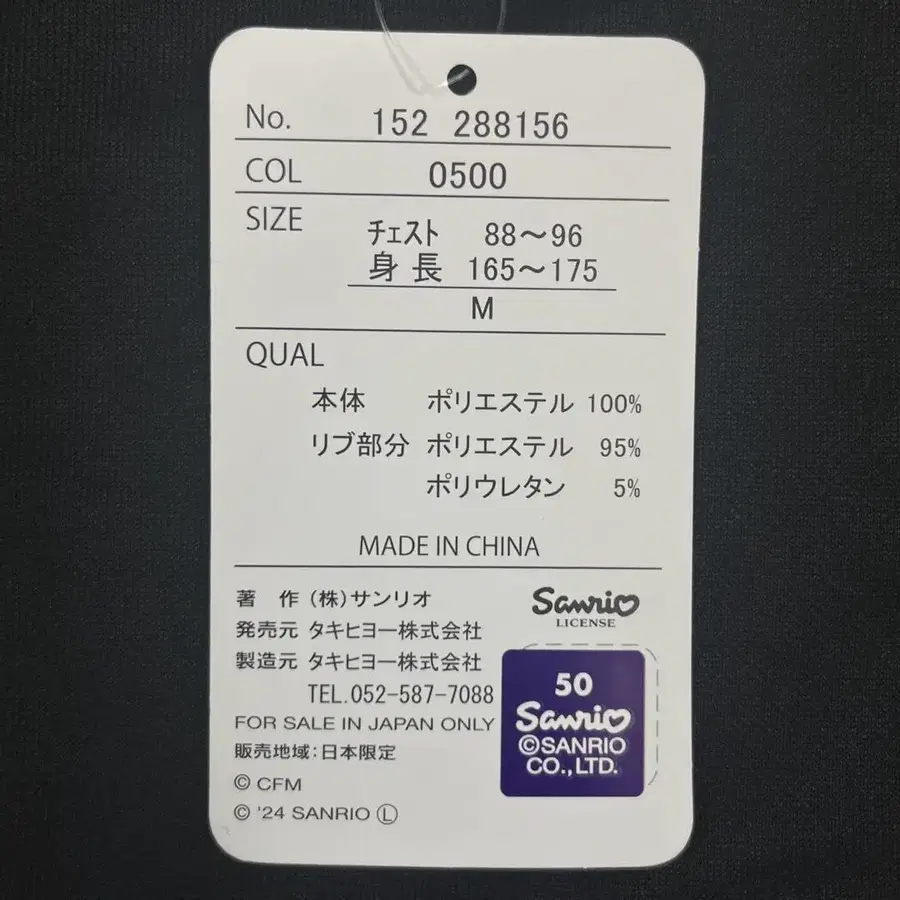 No. 152 288156
COL 0500
SIZE
チェスト 88〜96
身長 165〜175
M
QUAL
本体 ポリエステル 100%
リブ部分 ポリエステル 95%
ポリウレタン 5%
MADE IN CHINA
著 作 (株)サンリオ
発売元 タキヒヨー株式会社
製造元 タキヒヨー株式会社
TEL.052-587-7088
FOR SALE IN JAPAN ONLY
販売地域:日本限定
© CFM
© '24 SANRIO Ⓛ
Sanrio
LICENSE
50
Sanrio
©SANRIO
CO.,LTD.